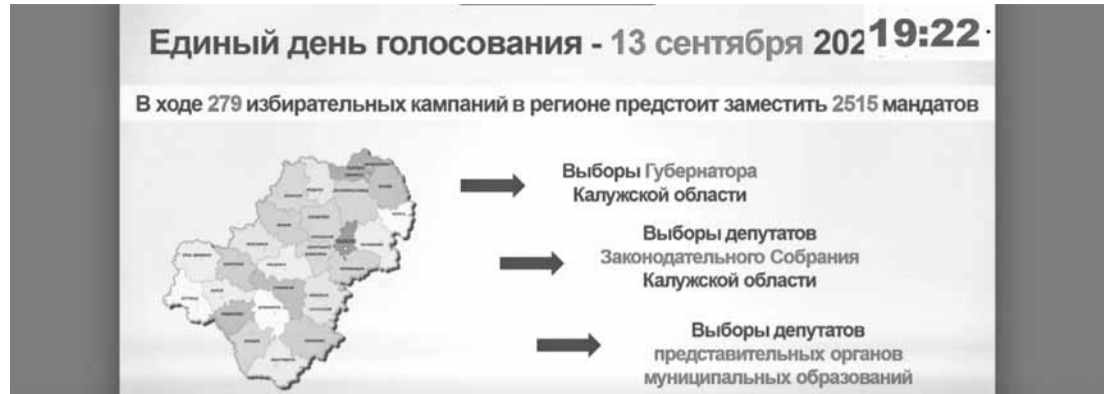 Единый день голосования - 13 сентября 202
19:22
В ходе 279 избирательных кампаний в регионе предстоит заместить 2515 мандатов
Выборы Губернатора
Калужской области
Выборы депутатов
Законодательного Собрания
Калужской области
Выборы депутатов
представительных органов
муниципальных образований